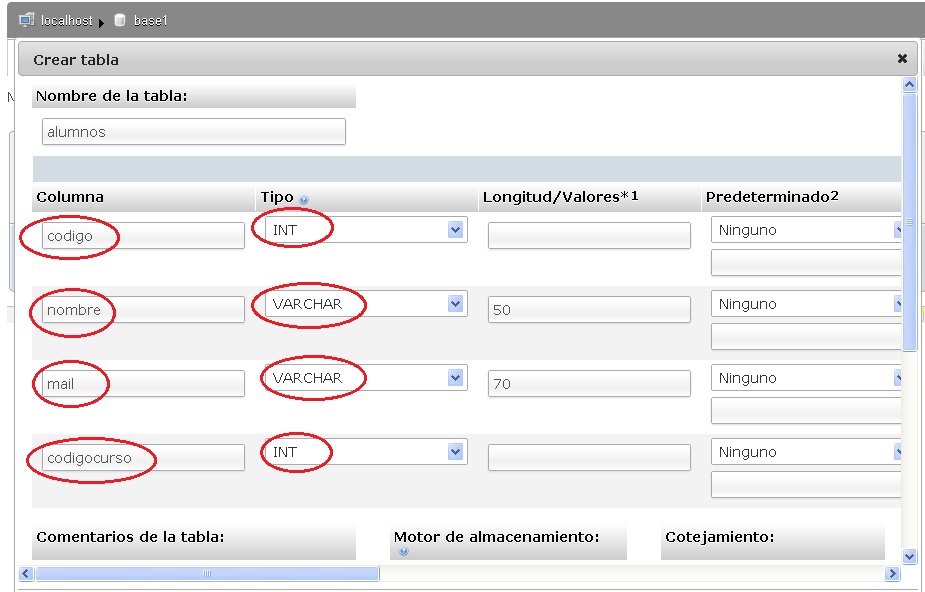 localhost base1
Crear tabla
Nombre de la tabla:
alumnos
Columna Tipo Longitud/Valores*1 Predeterminado2
codigo INT Ninguno
nombre VARCHAR 50 Ninguno
mail VARCHAR 70 Ninguno
codigocurso INT Ninguno
Comentarios de la tabla: Motor de almacenamiento: Cotejamiento: